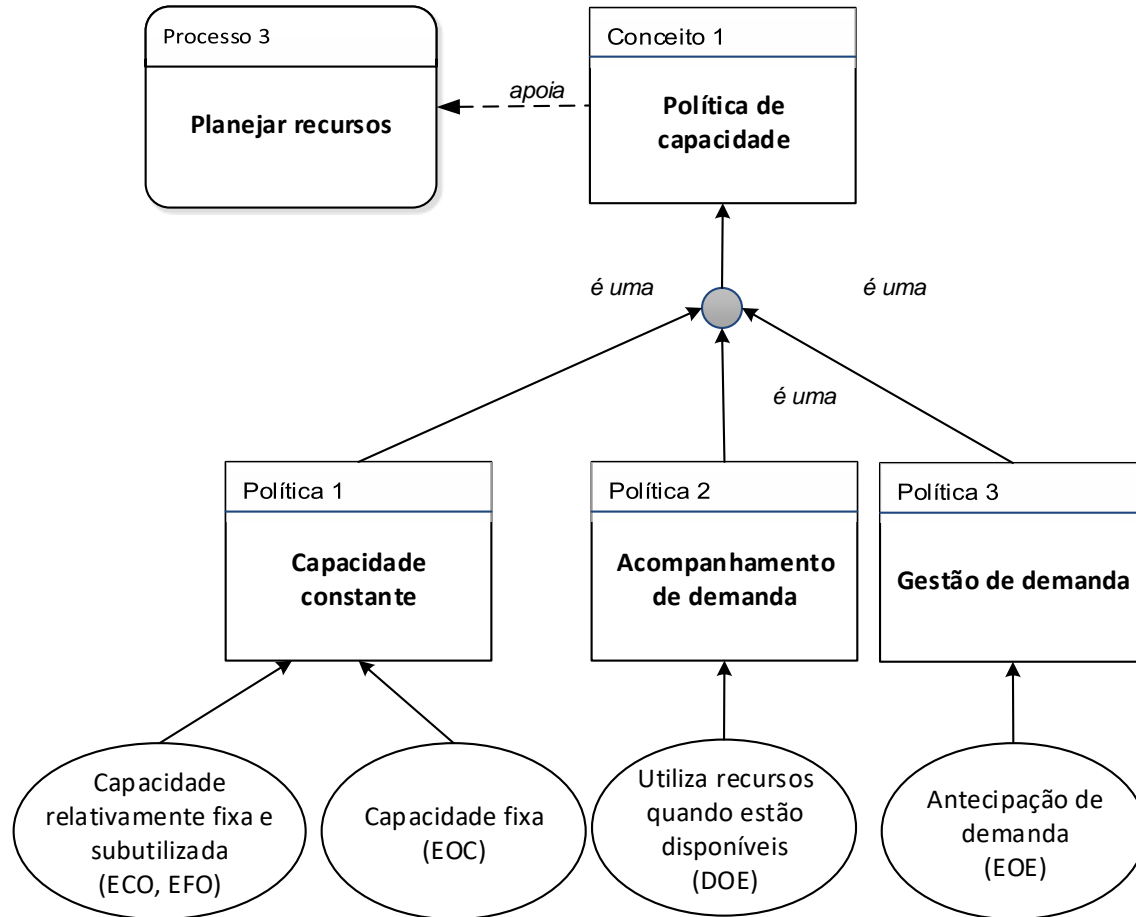 Processo 3
Planejar recursos
apoia
Conceito 1
Política de
capacidade
é uma
é uma
é uma
Política 1
Capacidade
constante
Política 2
Acompanhamento
de demanda
Política 3
Gestão de demanda
Capacidade
relativamente fixa e
subutilizada
(ECO, EFO)
Capacidade fixa
(EOC)
Utiliza recursos
quando estão
disponíveis
(DOE)
Antecipação de
demanda
(EOE)